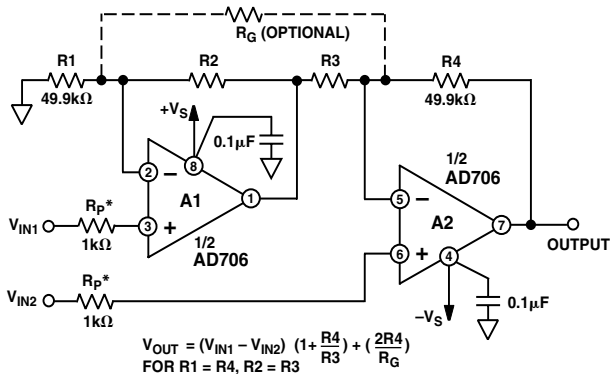 R_G (OPTIONAL)
R1
49.9kΩ
R2
R3
R4
49.9kΩ
+V_S
0.1μF
8
2
−
A1
1
3
+
1/2
AD706
V_IN1
R_P*
1kΩ
V_IN2
R_P*
1kΩ
1/2
AD706
5
−
A2
7
6
+
4
OUTPUT
−V_S
0.1μF
V_OUT = (V_IN1 – V_IN2) (1+ R4/R3) + (2R4/R_G)
FOR R1 = R4, R2 = R3